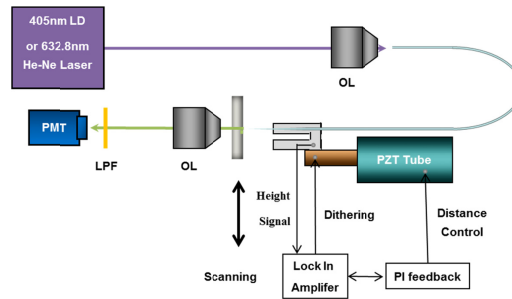 405nm LD
or 632.8nm
He-Ne Laser
OL
PMT
LPF
OL
PZT Tube
Height
Signal
Dithering
Distance
Control
Scanning
Lock In
Amplifer
PI feedback